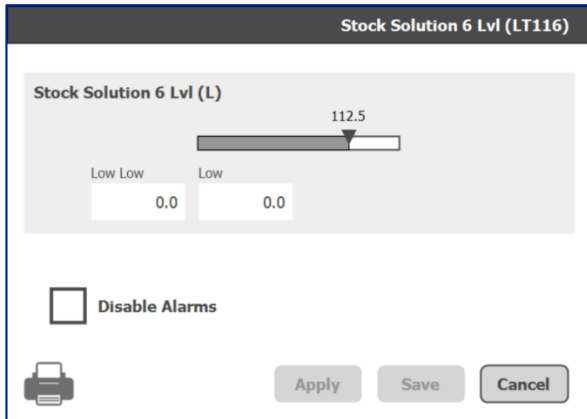 Stock Solution 6 Lvl (LT116)
Stock Solution 6 Lvl (L)
112.5
Low Low Low
0.0 0.0
Disable Alarms
Apply Save Cancel